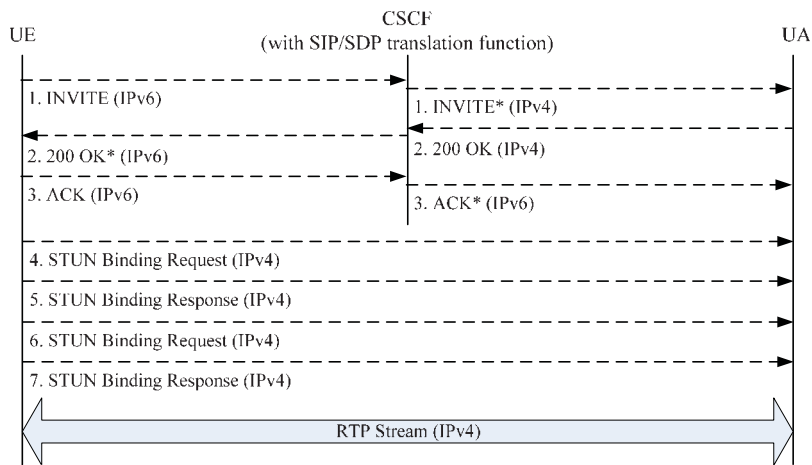 CSCF
UE
(with SIP/SDP translation function)
UA
1. INVITE (IPv6)
1. INVITE* (IPv4)
2. 200 OK* (IPv6)
2. 200 OK (IPv4)
3. ACK (IPv6)
3. ACK* (IPv6)
4. STUN Binding Request (IPv4)
5. STUN Binding Response (IPv4)
6. STUN Binding Request (IPv4)
7. STUN Binding Response (IPv4)
RTP Stream (IPv4)